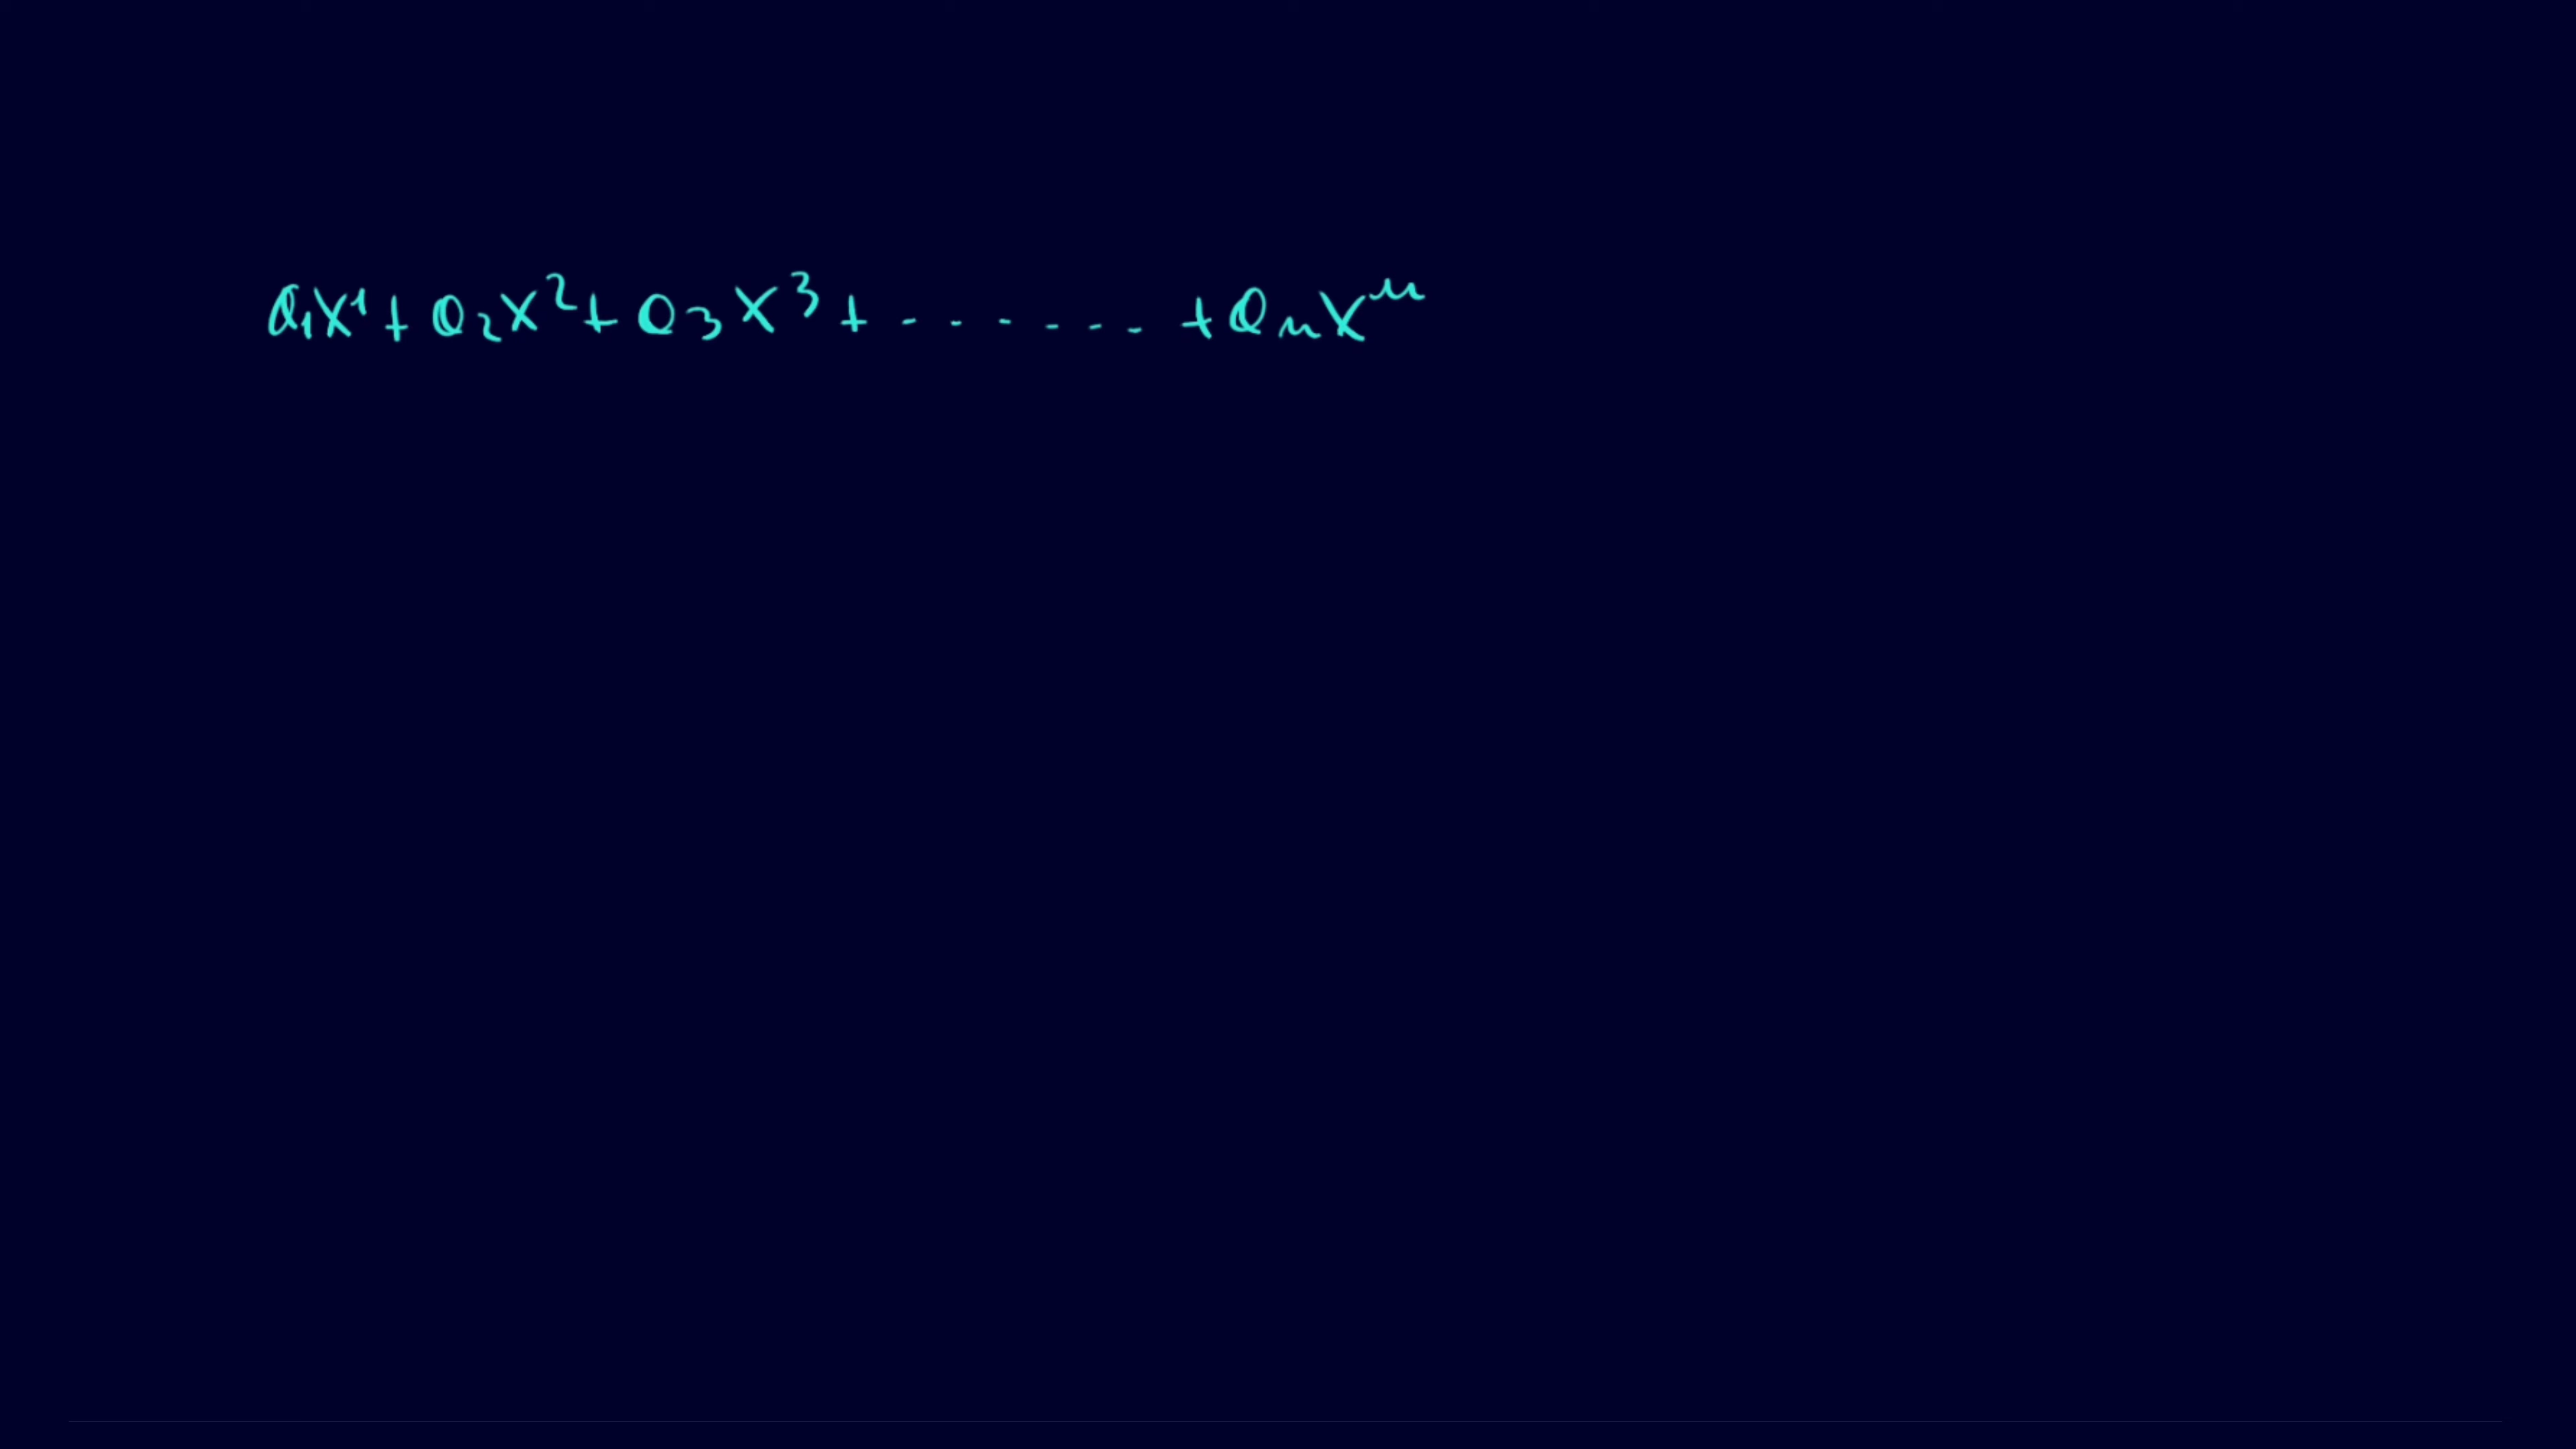 a₁x¹ + a₂x² + a₃x³ + - - - - - - + aₙxⁿ